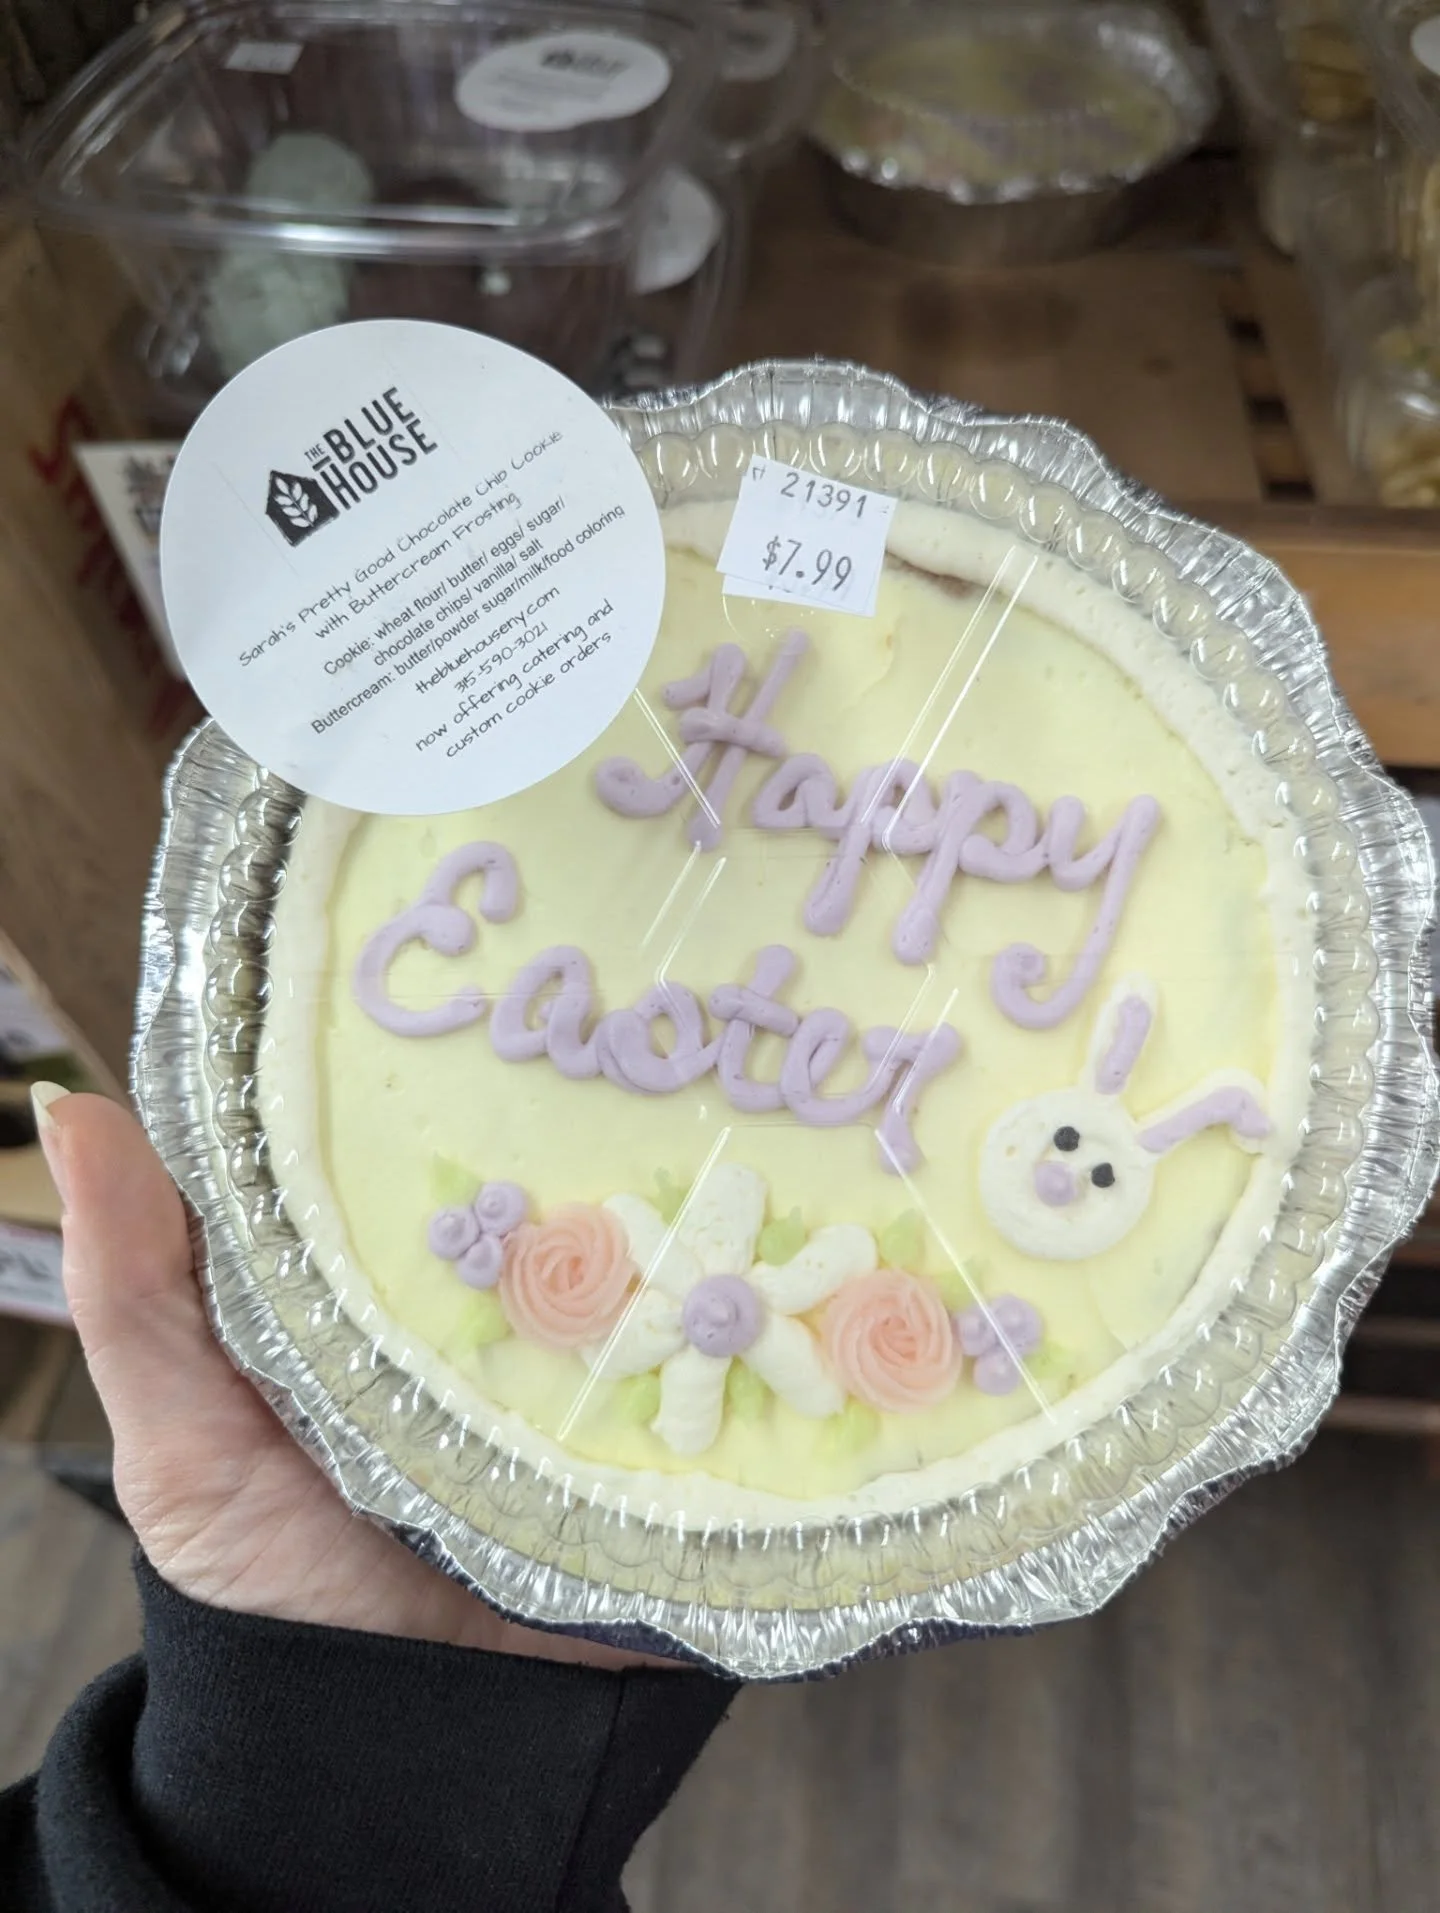 THE
BLUE
HOUSE
Sarah's Pretty Good Chocolate Chip Cookie
with Buttercream Frosting
Cookie: wheat flour/ butter/ eggs/ sugar/
chocolate chips/ vanilla/ salt
Buttercream: butter/powder sugar/milk/food coloring
thebluehouseny.com
315-590-3021
now offering catering and
custom cookie orders
21391
$7.99
Happy
Easter